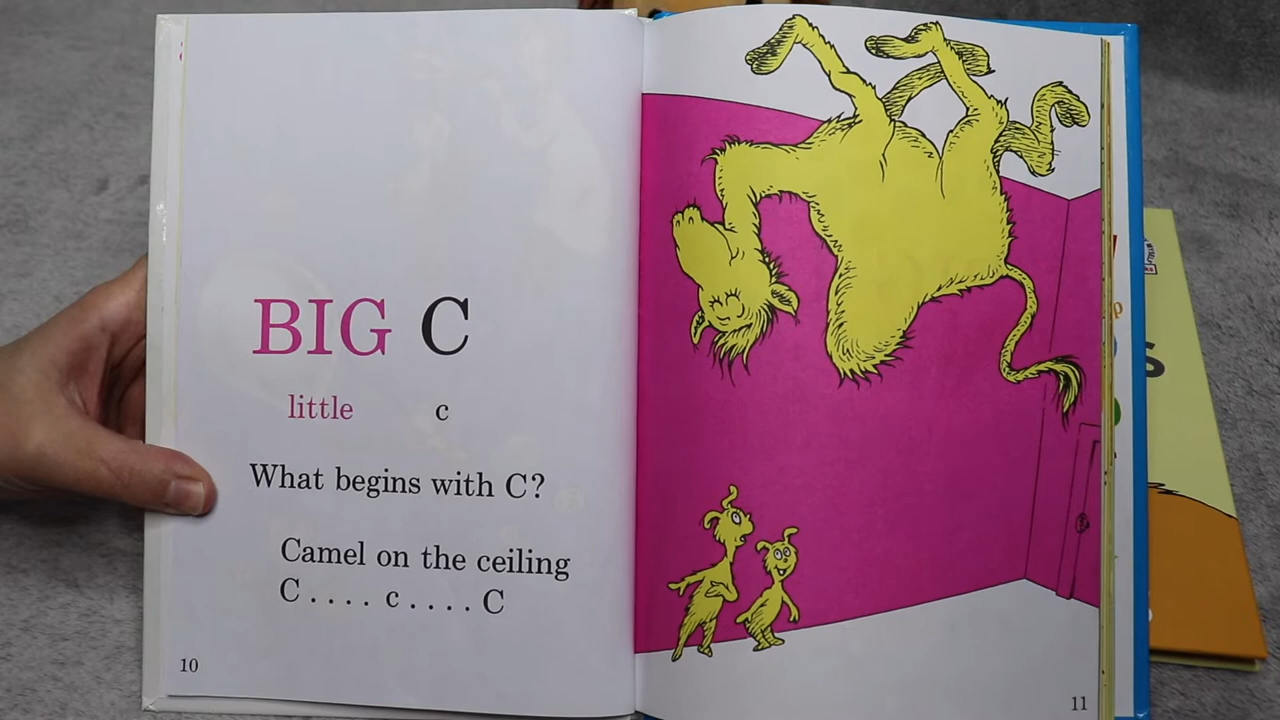 BIG C
little c
What begins with C?
Camel on the ceiling
C . . . . c . . . . C
10
11